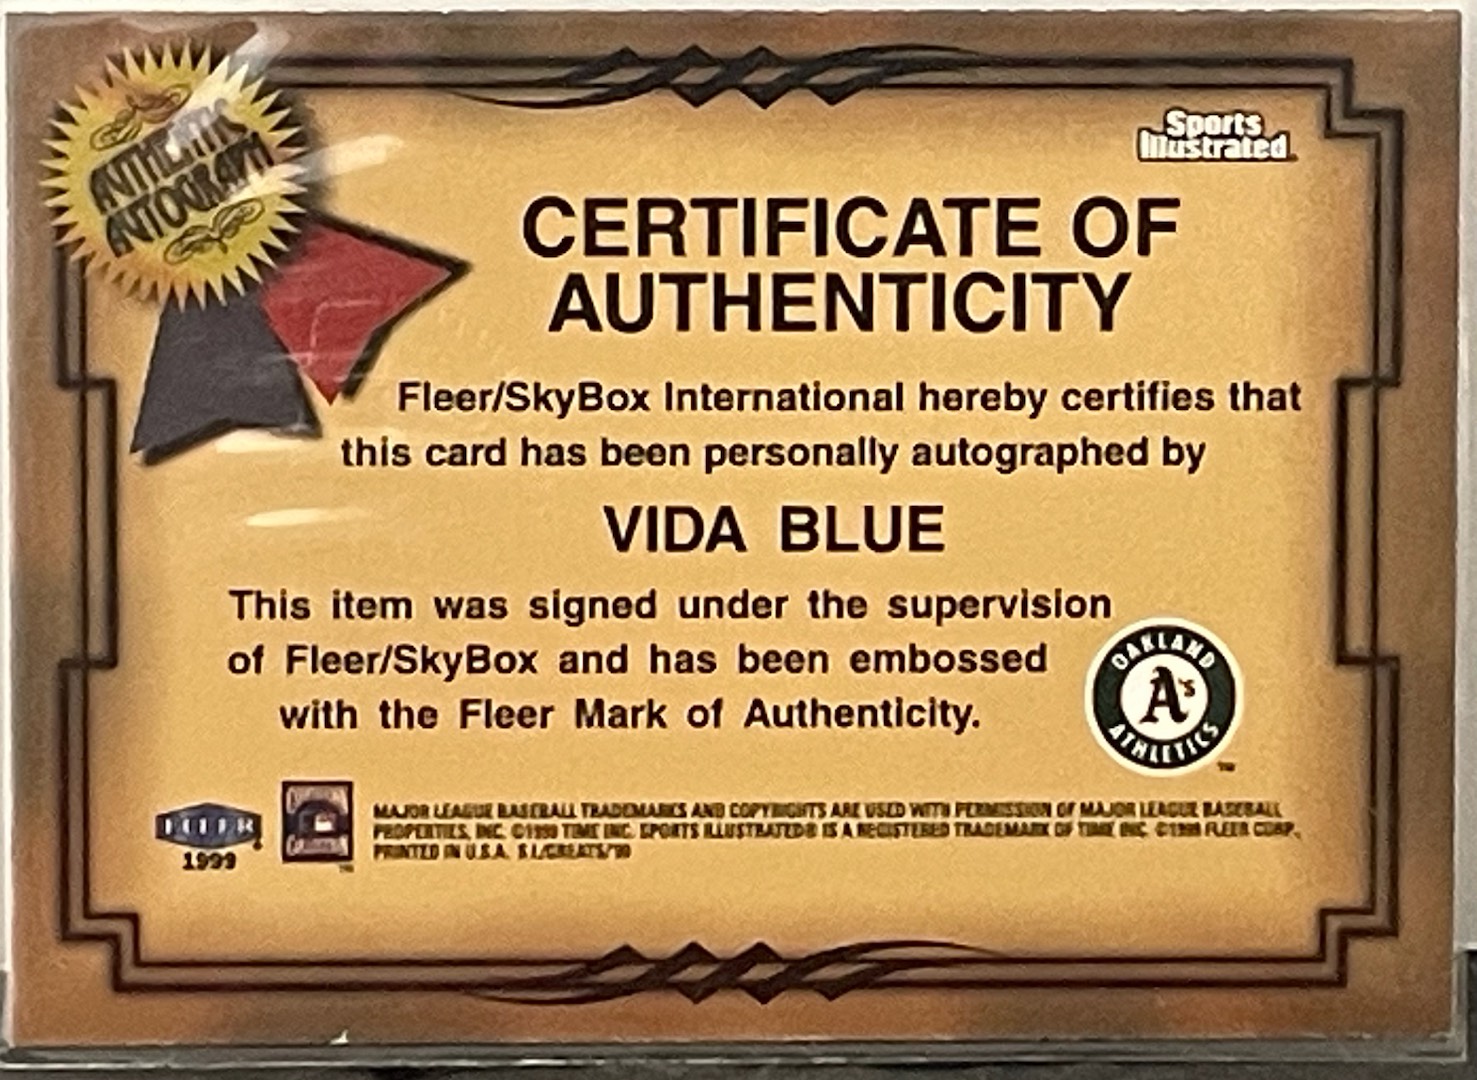 AUTHENTIC
AUTOGRAPH
Sports
Illustrated
CERTIFICATE OF
AUTHENTICITY
Fleer/SkyBox International hereby certifies that
this card has been personally autographed by
VIDA BLUE
This item was signed under the supervision
of Fleer/SkyBox and has been embossed
with the Fleer Mark of Authenticity.
OAKLAND
A's
ATHLETICS
TM
FLEER
1999
MAJOR LEAGUE BASEBALL TRADEMARKS AND COPYRIGHTS ARE USED WITH PERMISSION OF MAJOR LEAGUE BASEBALL
PROPERTIES, INC. ©1999 TIME INC. SPORTS ILLUSTRATED® IS A REGISTERED TRADEMARK OF TIME INC. ©1999 FLEER CORP.,
PRINTED IN U.S.A. S.I./GREATS/'99